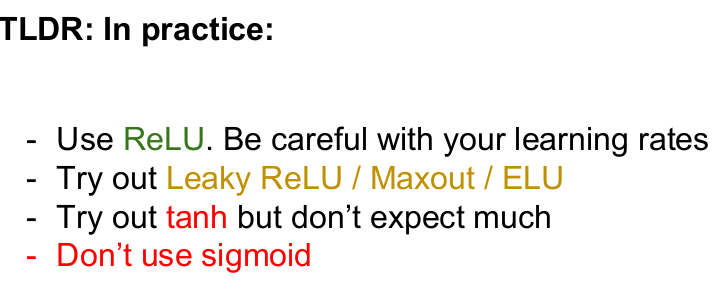 TLDR: In practice:
- Use ReLU. Be careful with your learning rates
- Try out Leaky ReLU / Maxout / ELU
- Try out tanh but don’t expect much
- Don’t use sigmoid